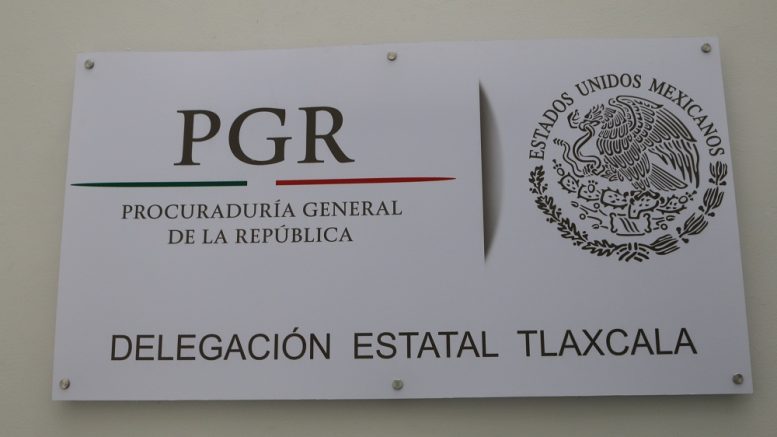 PGR
PROCURADURÍA GENERAL
DE LA REPÚBLICA
ESTADOS UNIDOS MEXICANOS
DELEGACIÓN ESTATAL TLAXCALA